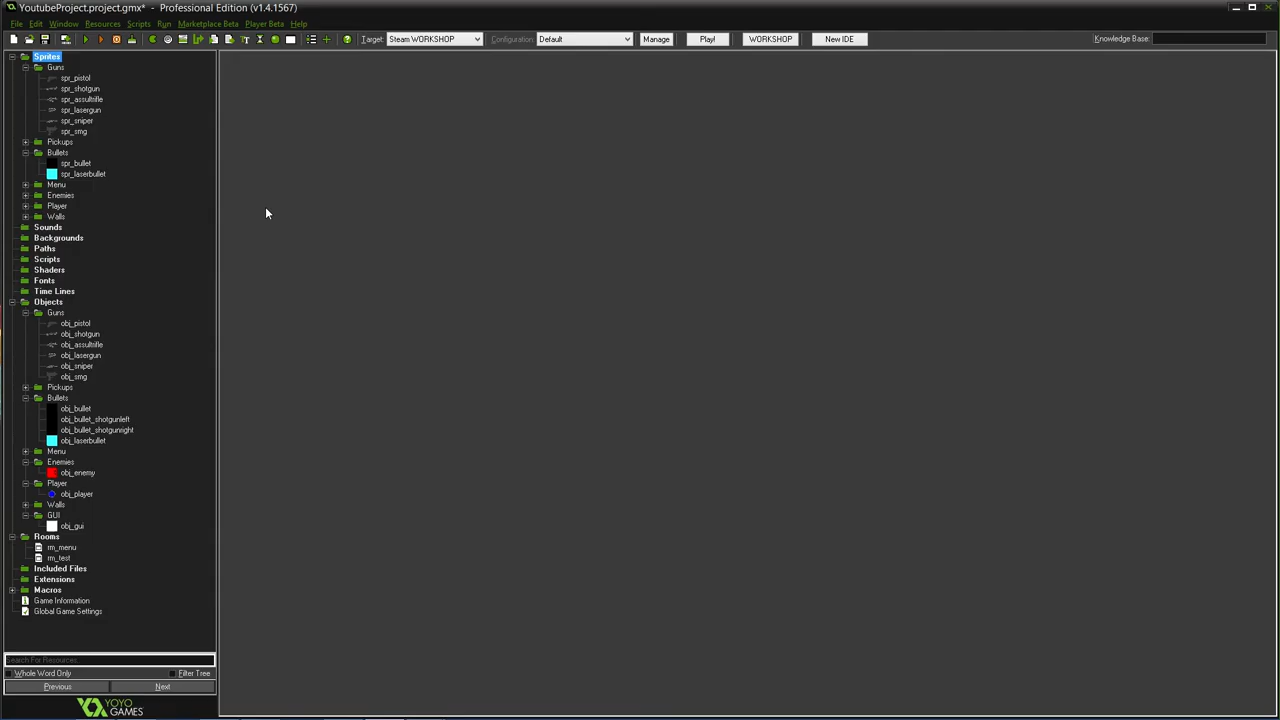 YoutubeProject.project.gmx* - Professional Edition (v1.4.1567)
File Edit Window Resources Scripts Run Marketplace Beta Player Beta Help
Target: Steam WORKSHOP Configuration: Default Manage Play! WORKSHOP New IDE Knowledge Base:
Sprites
Guns
spr_pistol
spr_shotgun
spr_assultrifle
spr_lasergun
spr_sniper
spr_smg
Pickups
Bullets
spr_bullet
spr_laserbullet
Menu
Enemies
Player
Walls
Sounds
Backgrounds
Paths
Scripts
Shaders
Fonts
Time Lines
Objects
Guns
obj_pistol
obj_shotgun
obj_assultrifle
obj_lasergun
obj_sniper
obj_smg
Pickups
Bullets
obj_bullet
obj_bullet_shotgunleft
obj_bullet_shotgunright
obj_laserbullet
Menu
Enemies
obj_enemy
Player
obj_player
Walls
GUI
obj_gui
Rooms
rm_menu
rm_test
Included Files
Extensions
Macros
Game Information
Global Game Settings
Search For Resources...
Whole Word Only Filter Tree
Previous Next
YOYO
GAMES